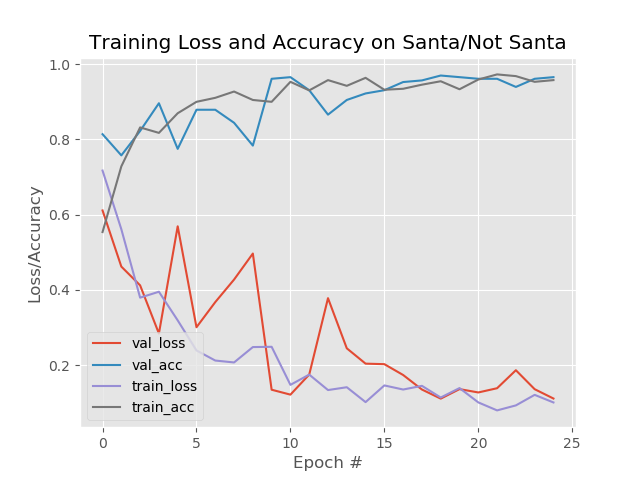 Training Loss and Accuracy on Santa/Not Santa
1.0
0.8
0.6
0.4
0.2
Loss/Accuracy
val_loss
val_acc
train_loss
train_acc
0 5 10 15 20 25
Epoch #